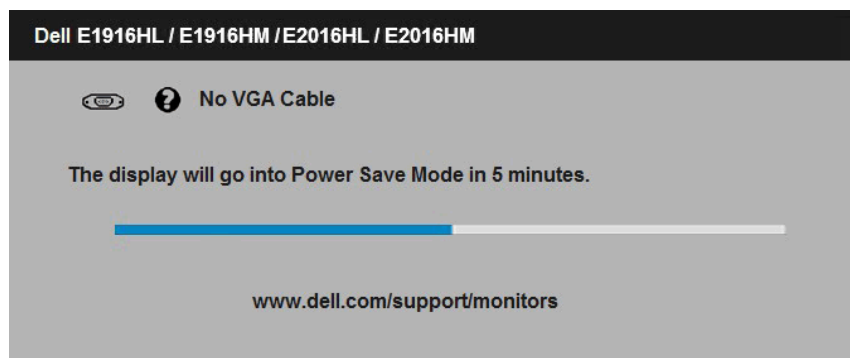 Dell E1916HL / E1916HM / E2016HL / E2016HM
No VGA Cable
The display will go into Power Save Mode in 5 minutes.
www.dell.com/support/monitors